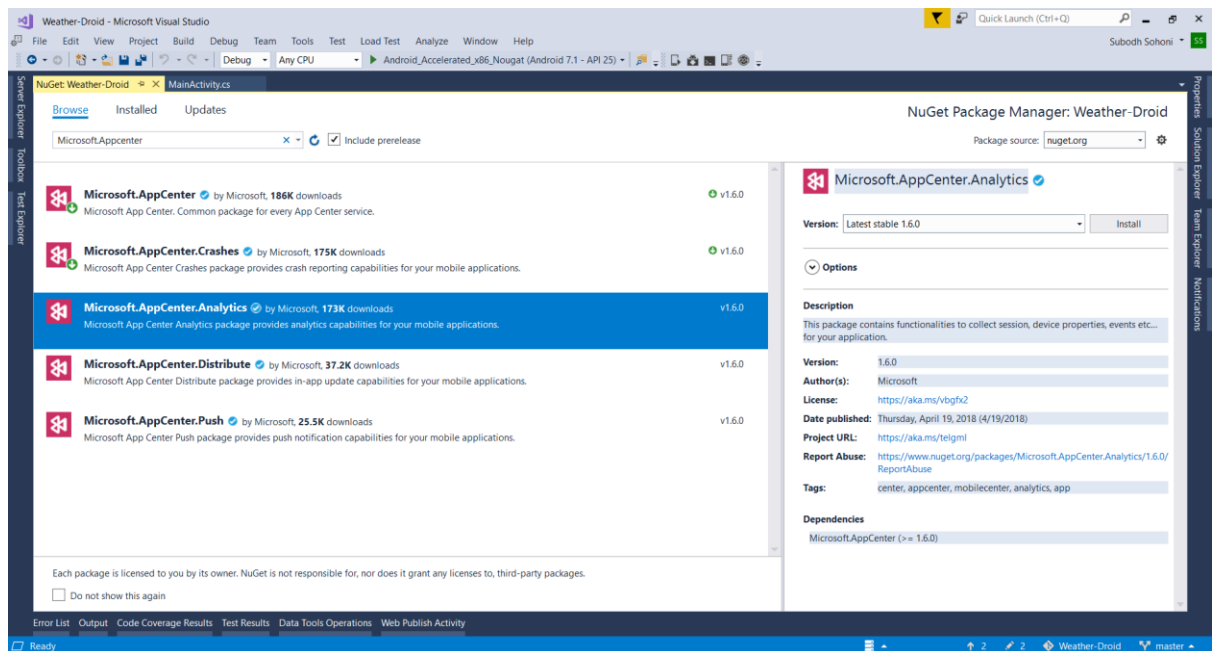 Weather-Droid - Microsoft Visual Studio
Quick Launch (Ctrl+Q)
File Edit View Project Build Debug Team Tools Test Load Test Analyze Window Help
Subodh Sohoni
SS
Debug
Any CPU
Android_Accelerated_x86_Nougat (Android 7.1 - API 25)
Server Explorer
Toolbox
Test Explorer
NuGet: Weather-Droid
MainActivity.cs
Browse Installed Updates
NuGet Package Manager: Weather-Droid
Microsoft.Appcenter
Include prerelease
Package source: nuget.org
Microsoft.AppCenter by Microsoft, 186K downloads
v1.6.0
Microsoft App Center. Common package for every App Center service.
Microsoft.AppCenter.Crashes by Microsoft, 175K downloads
v1.6.0
Microsoft App Center Crashes package provides crash reporting capabilities for your mobile applications.
Microsoft.AppCenter.Analytics by Microsoft, 173K downloads
v1.6.0
Microsoft App Center Analytics package provides analytics capabilities for your mobile applications.
Microsoft.AppCenter.Distribute by Microsoft, 37.2K downloads
v1.6.0
Microsoft App Center Distribute package provides in-app update capabilities for your mobile applications.
Microsoft.AppCenter.Push by Microsoft, 25.5K downloads
v1.6.0
Microsoft App Center Push package provides push notification capabilities for your mobile applications.
Each package is licensed to you by its owner. NuGet is not responsible for, nor does it grant any licenses to, third-party packages.
Do not show this again
Microsoft.AppCenter.Analytics
Version: Latest stable 1.6.0
Install
Options
Description
This package contains functionalities to collect session, device properties, events etc...
for your application.
Version: 1.6.0
Author(s): Microsoft
License: https://aka.ms/vbgfx2
Date published: Thursday, April 19, 2018 (4/19/2018)
Project URL: https://aka.ms/telgml
Report Abuse: https://www.nuget.org/packages/Microsoft.AppCenter.Analytics/1.6.0/
ReportAbuse
Tags: center, appcenter, mobilecenter, analytics, app
Dependencies
Microsoft.AppCenter (>= 1.6.0)
Properties
Solution Explorer
Team Explorer
Notifications
Error List Output Code Coverage Results Test Results Data Tools Operations Web Publish Activity
Ready
2
2
Weather-Droid
master